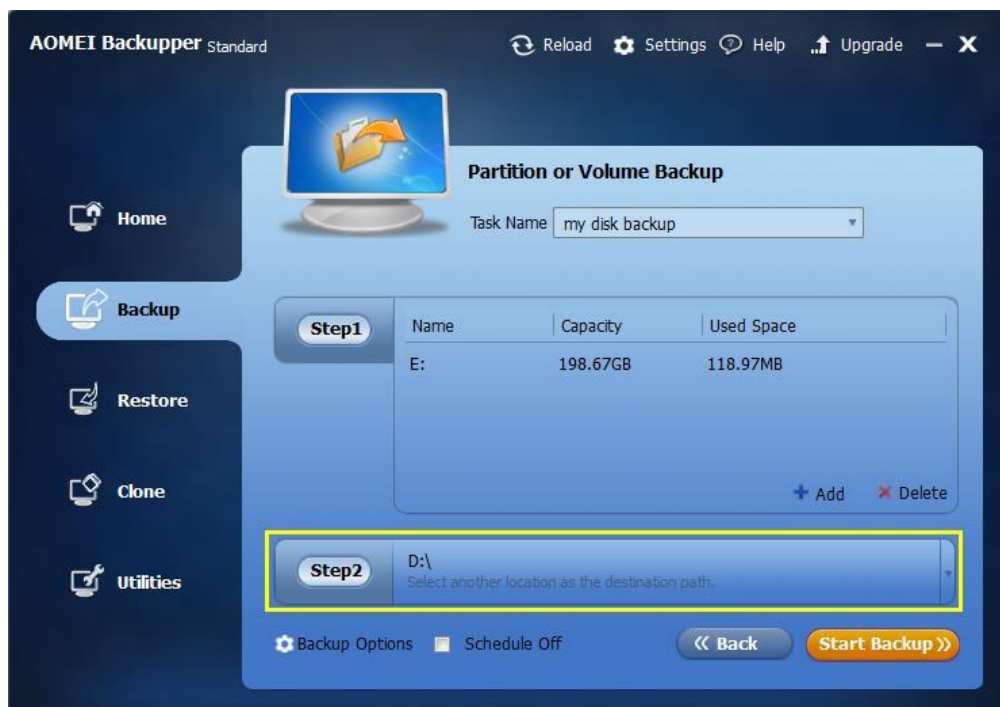 AOMEI Backupper Standard Reload Settings Help Upgrade
Partition or Volume Backup
Task Name my disk backup
Home
Backup
Restore
Clone
Utilities
Step1
Name Capacity Used Space
E: 198.67GB 118.97MB
Add Delete
Step2
D:\
Select another location as the destination path.
Backup Options Schedule Off Back Start Backup